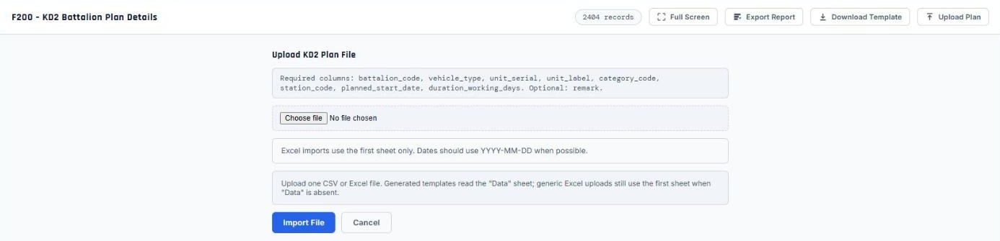 F200 - KD2 Battalion Plan Details
2404 records
Full Screen
Export Report
Download Template
Upload Plan
Upload KD2 Plan File
Required columns: battalion_code, vehicle_type, unit_serial, unit_label, category_code,
station_code, planned_start_date, duration_working_days. Optional: remark.
Choose file No file chosen
Excel imports use the first sheet only. Dates should use YYYY-MM-DD when possible.
Upload one CSV or Excel file. Generated templates read the "Data" sheet; generic Excel uploads still use the first sheet when
"Data" is absent.
Import File
Cancel